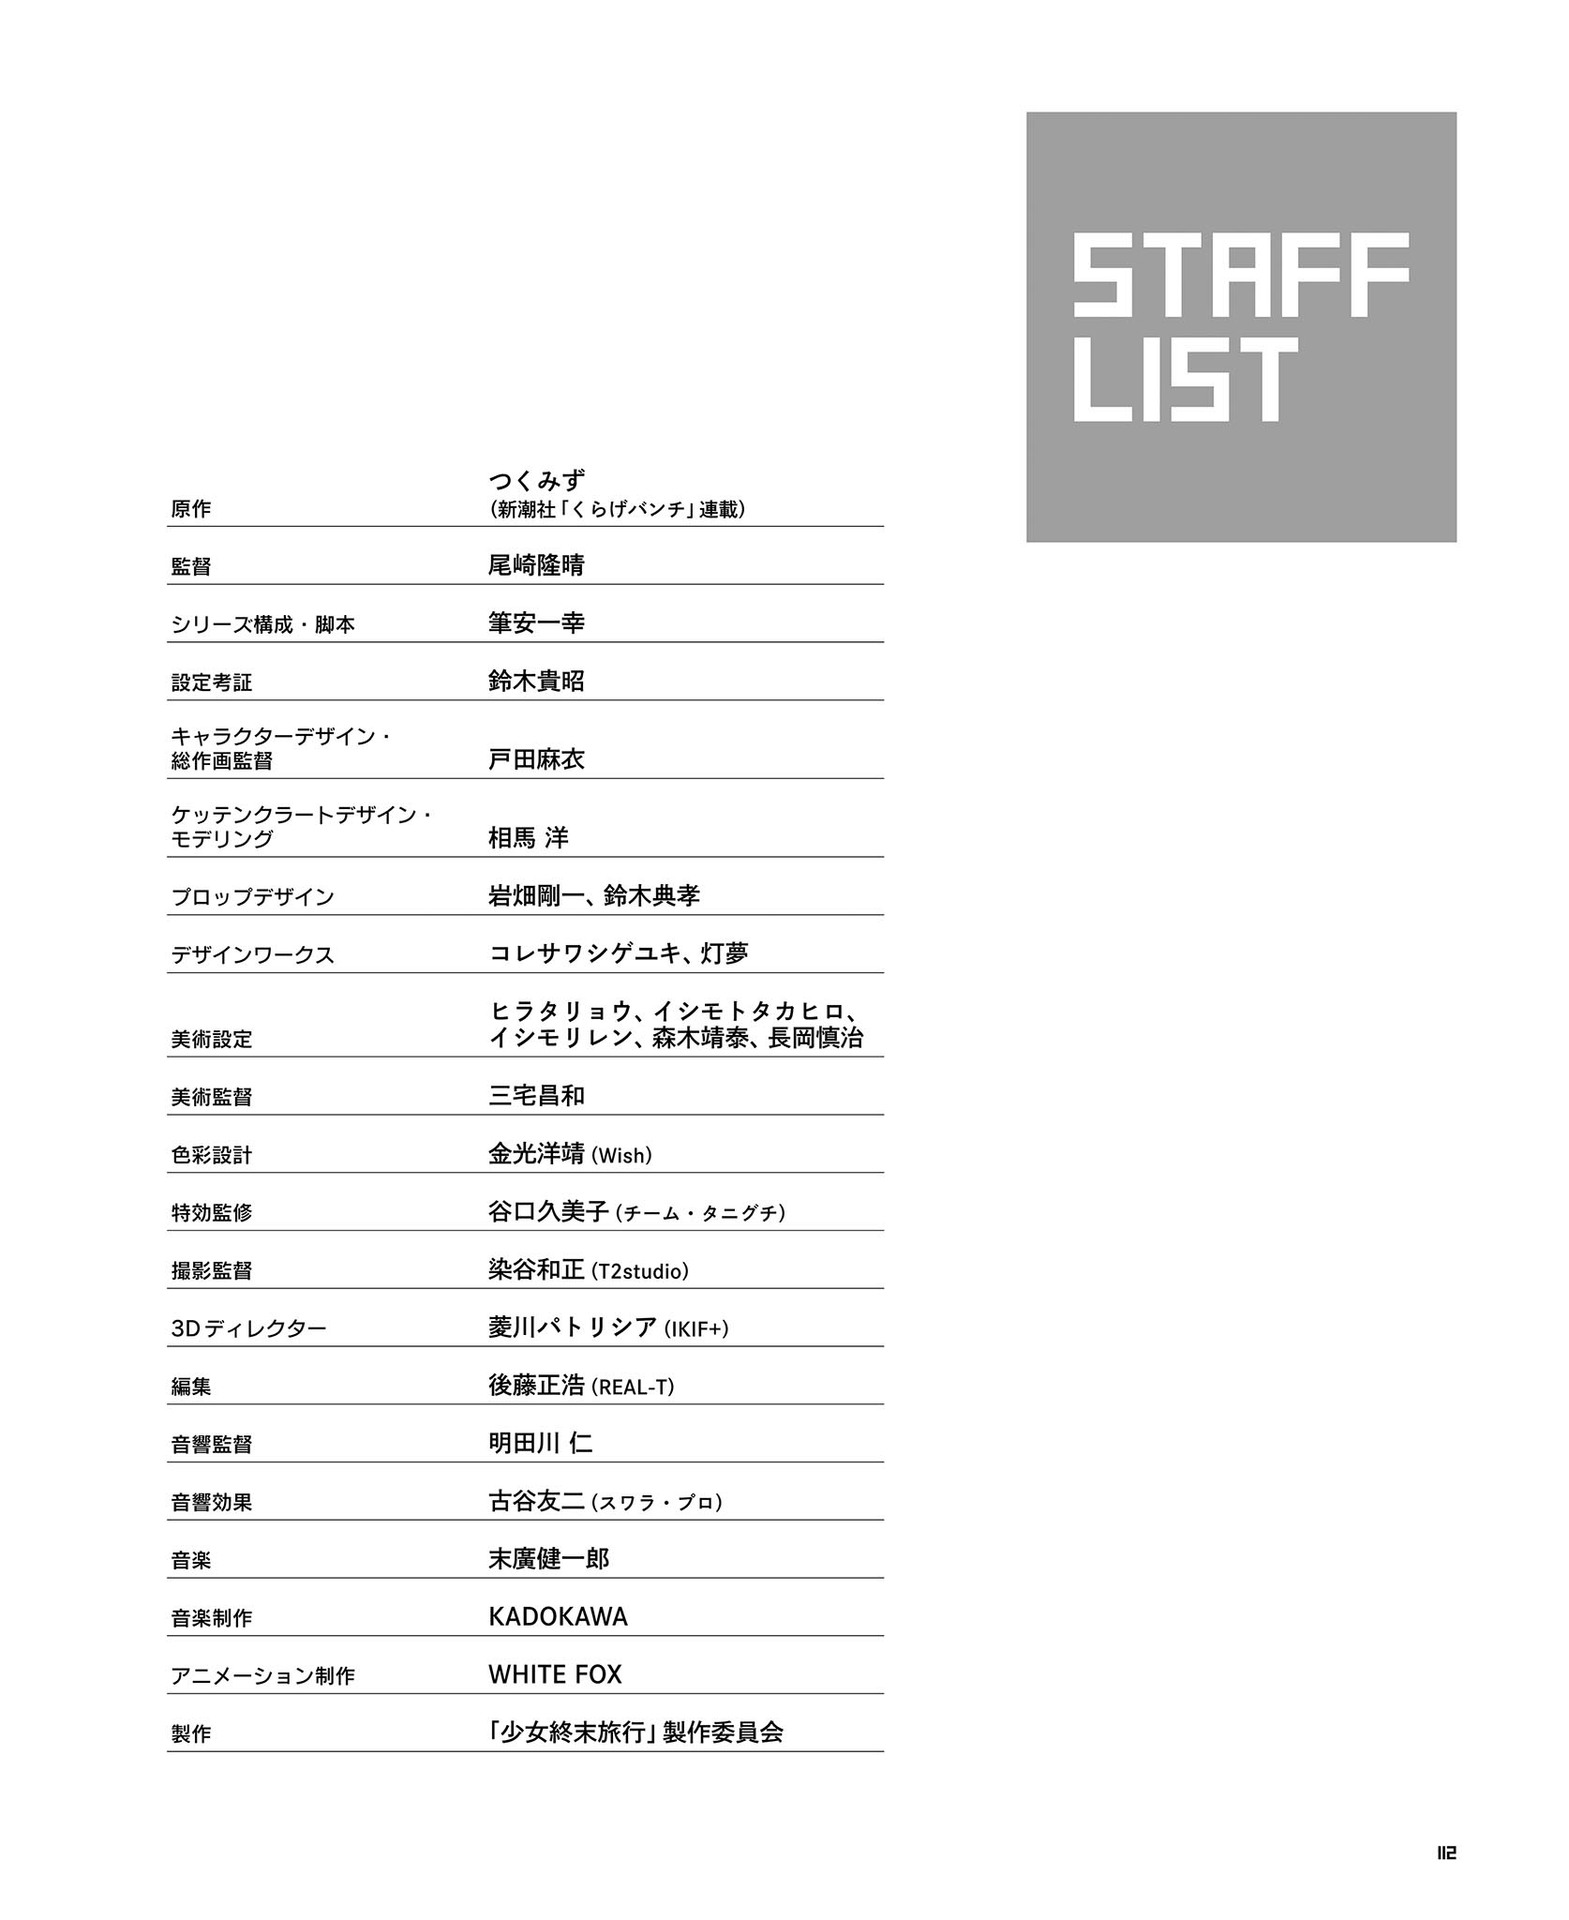 STAFF
LIST
原作
つくみず
(新潮社「くらげバンチ」連載)
監督 尾崎隆晴
シリーズ構成・脚本 筆安一幸
設定考証 鈴木貴昭
キャラクターデザイン・
総作画監督 戸田麻衣
ケッテンクラートデザイン・
モデリング 相馬 洋
プロップデザイン 岩畑剛一、鈴木典孝
デザインワークス コレサワシゲユキ、灯夢
美術設定
ヒラタリョウ、イシモトタカヒロ、
イシモリレン、森木靖泰、長岡慎治
美術監督 三宅昌和
色彩設計 金光洋靖 (Wish)
特効監修 谷口久美子 (チーム・タニグチ)
撮影監督 染谷和正 (T2studio)
3Dディレクター 菱川パトリシア (IKIF+)
編集 後藤正浩 (REAL-T)
音響監督 明田川 仁
音響効果 古谷友二 (スワラ・プロ)
音楽 末廣健一郎
音楽制作 KADOKAWA
アニメーション制作 WHITE FOX
製作 「少女終末旅行」製作委員会
112